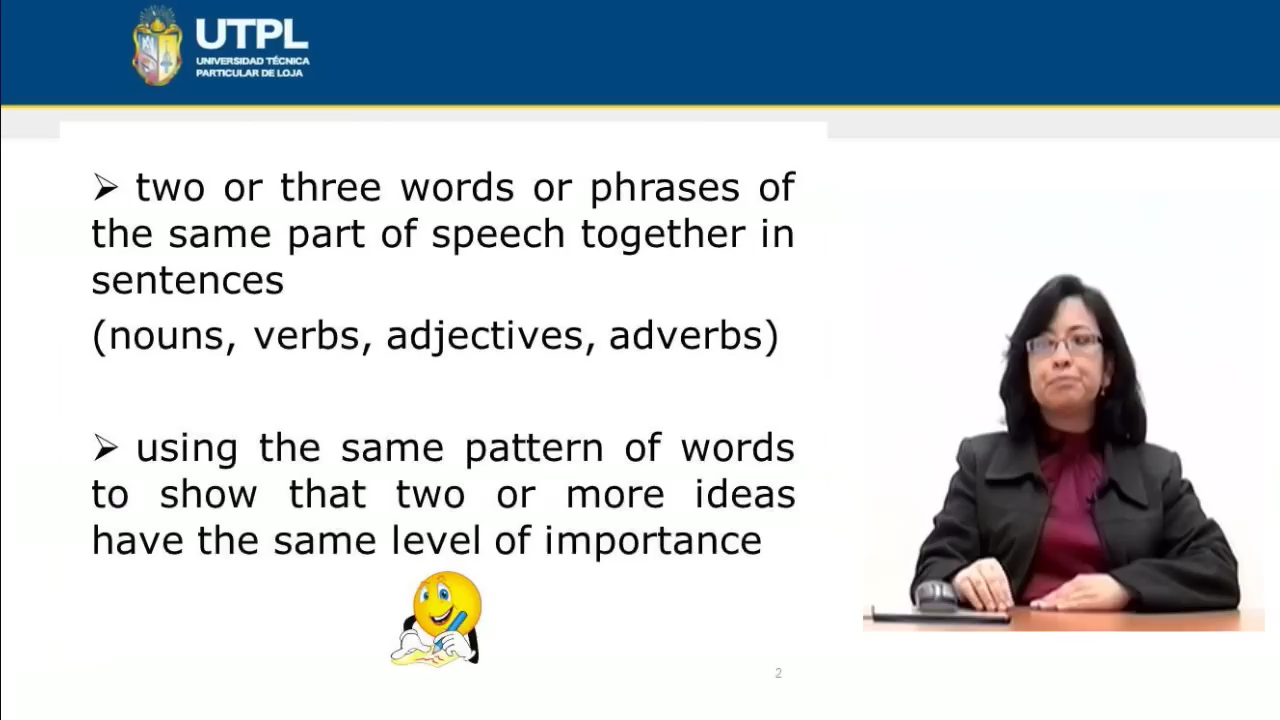 UTPL
UNIVERSIDAD TÉCNICA
PARTICULAR DE LOJA
➢ two or three words or phrases of
the same part of speech together in
sentences
(nouns, verbs, adjectives, adverbs)
➢ using the same pattern of words
to show that two or more ideas
have the same level of importance
2